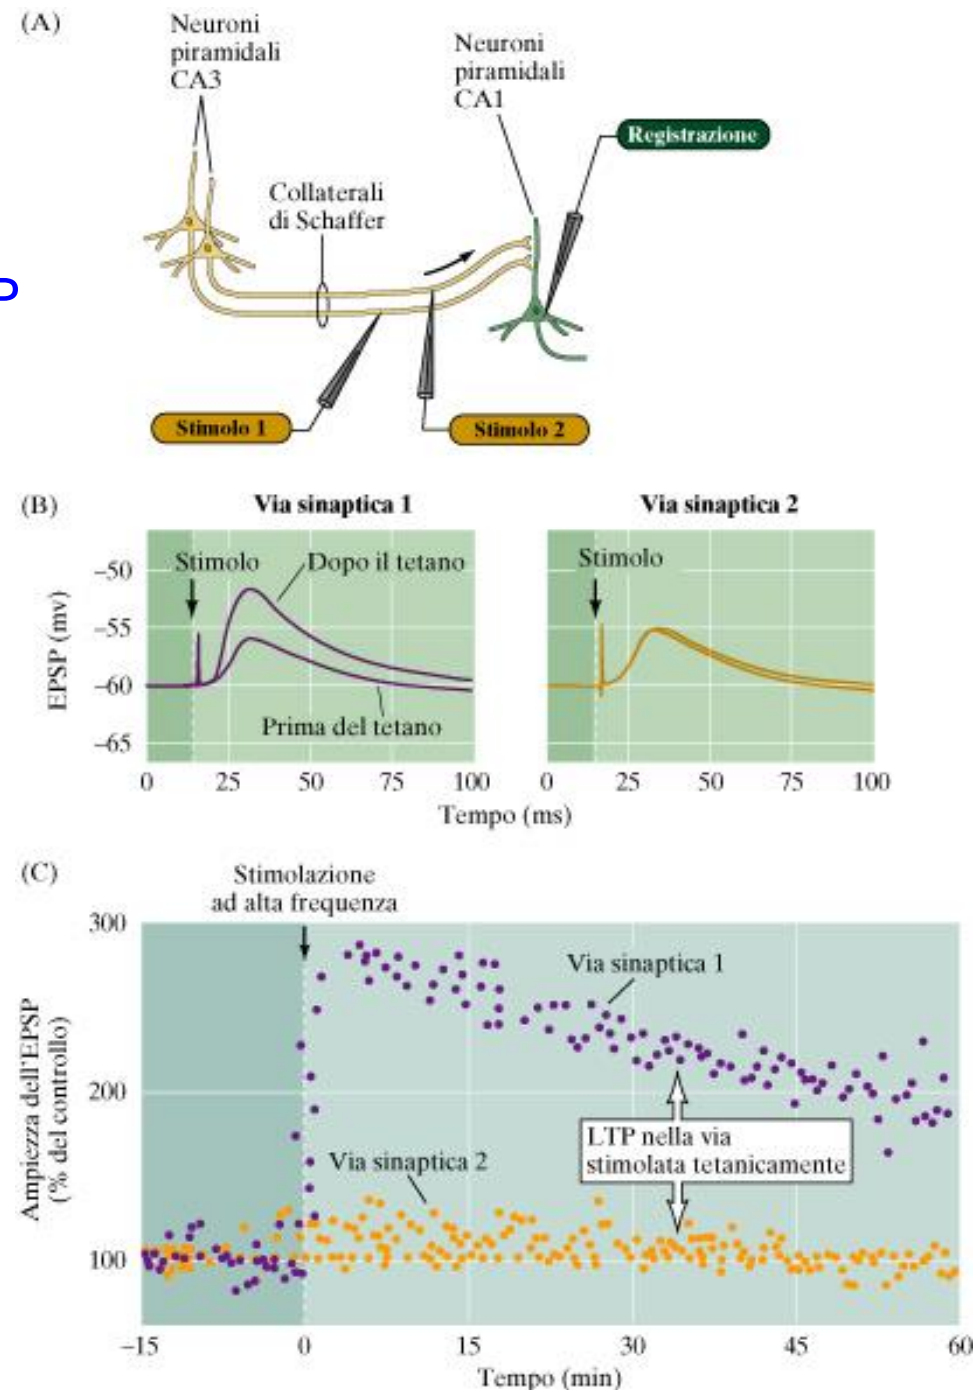 (A)
Neuroni
piramidali
CA3
Neuroni
piramidali
CA1
Registrazione
Collaterali
di Schaffer
P
Stimolo 1
Stimolo 2
(B)
Via sinaptica 1
Via sinaptica 2
EPSP (mv)
−50
−55
−60
−65
Stimolo
Dopo il tetano
Prima del tetano
Stimolo
0 25 50 75 100
0 25 50 75 100
Tempo (ms)
(C)
Stimolazione
ad alta frequenza
Ampiezza dell'EPSP
(% del controllo)
300
200
100
Via sinaptica 1
LTP nella via
stimolata tetanicamente
Via sinaptica 2
−15 0 15 30 45 60
Tempo (min)